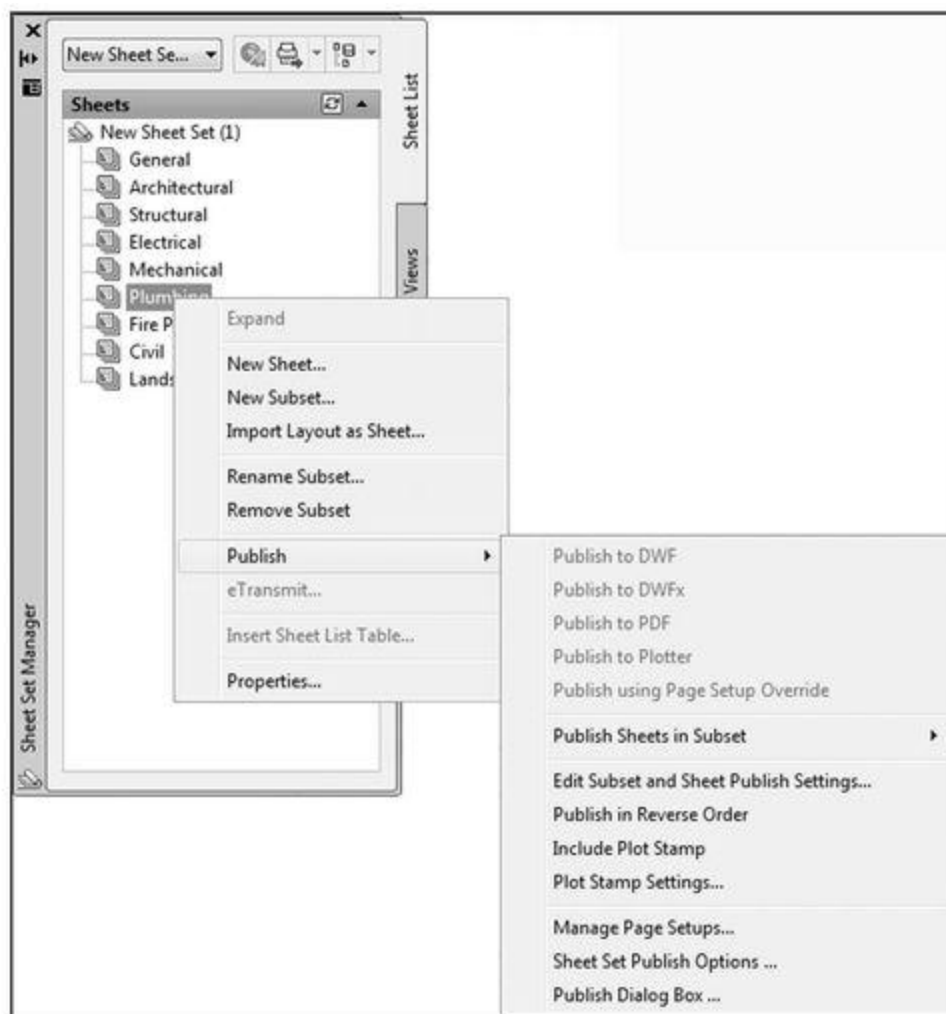 New Sheet Se...
Sheets
New Sheet Set (1)
General
Architectural
Structural
Electrical
Mechanical
Plumbing
Fire P
Civil
Lands
Sheet List
Views
Sheet Set Manager
Expand
New Sheet...
New Subset...
Import Layout as Sheet...
Rename Subset...
Remove Subset
Publish
eTransmit...
Insert Sheet List Table...
Properties...
Publish to DWF
Publish to DWFx
Publish to PDF
Publish to Plotter
Publish using Page Setup Override
Publish Sheets in Subset
Edit Subset and Sheet Publish Settings...
Publish in Reverse Order
Include Plot Stamp
Plot Stamp Settings...
Manage Page Setups...
Sheet Set Publish Options ...
Publish Dialog Box ...